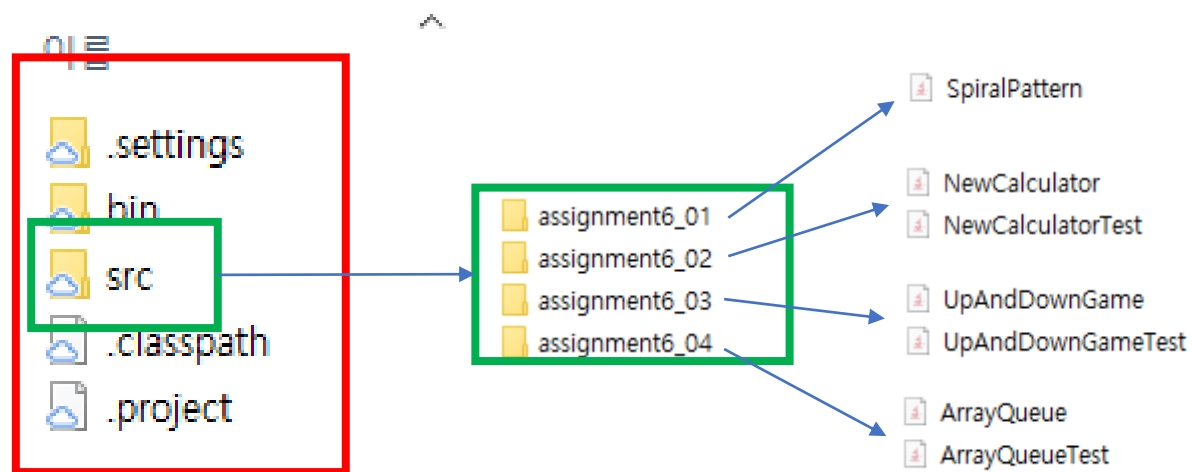 이름
.settings
bin
src
.classpath
.project
assignment6_01
assignment6_02
assignment6_03
assignment6_04
SpiralPattern
NewCalculator
NewCalculatorTest
UpAndDownGame
UpAndDownGameTest
ArrayQueue
ArrayQueueTest